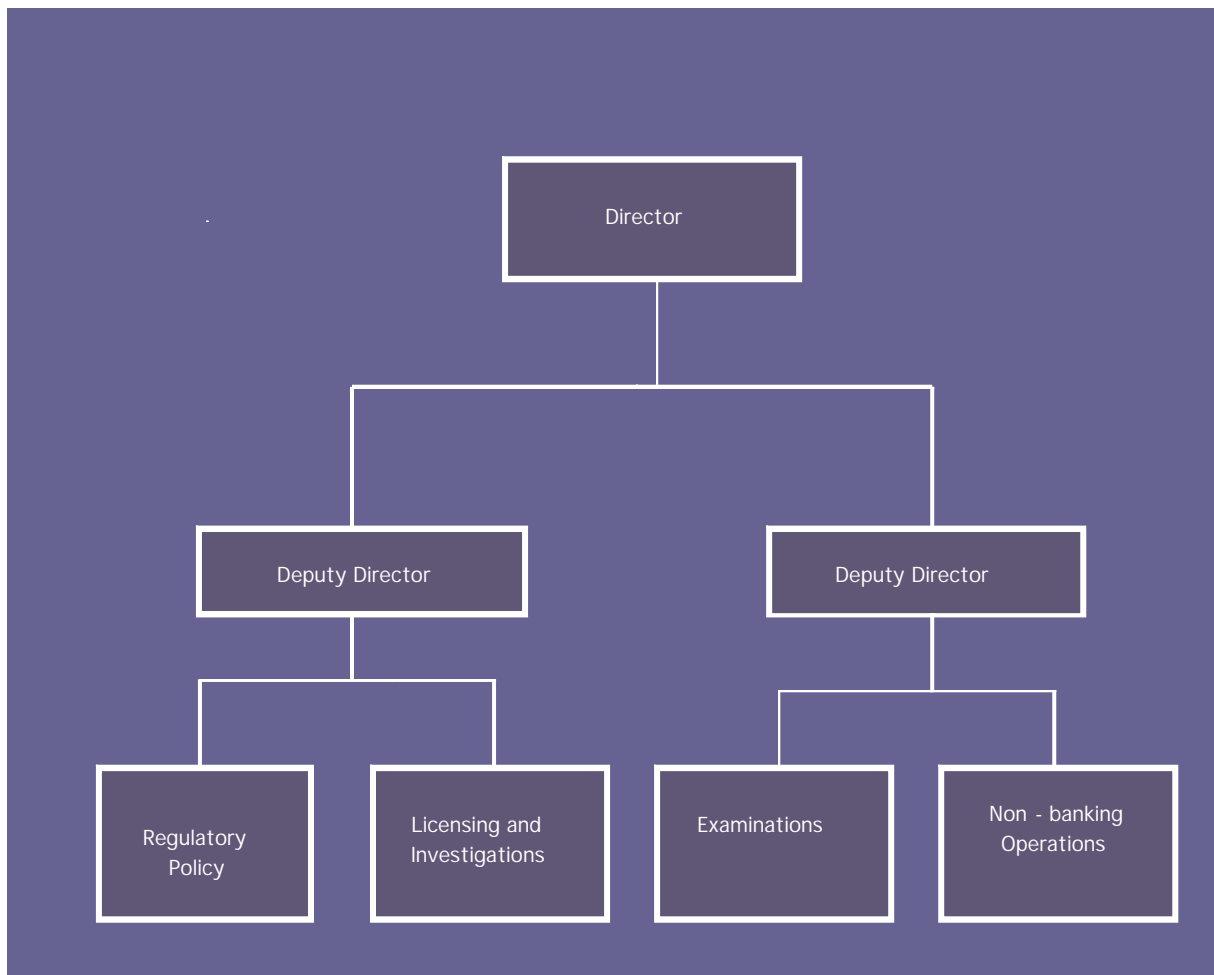 Director
Deputy Director
Deputy Director
Regulatory
Policy
Licensing and
Investigations
Examinations
Non - banking
Operations